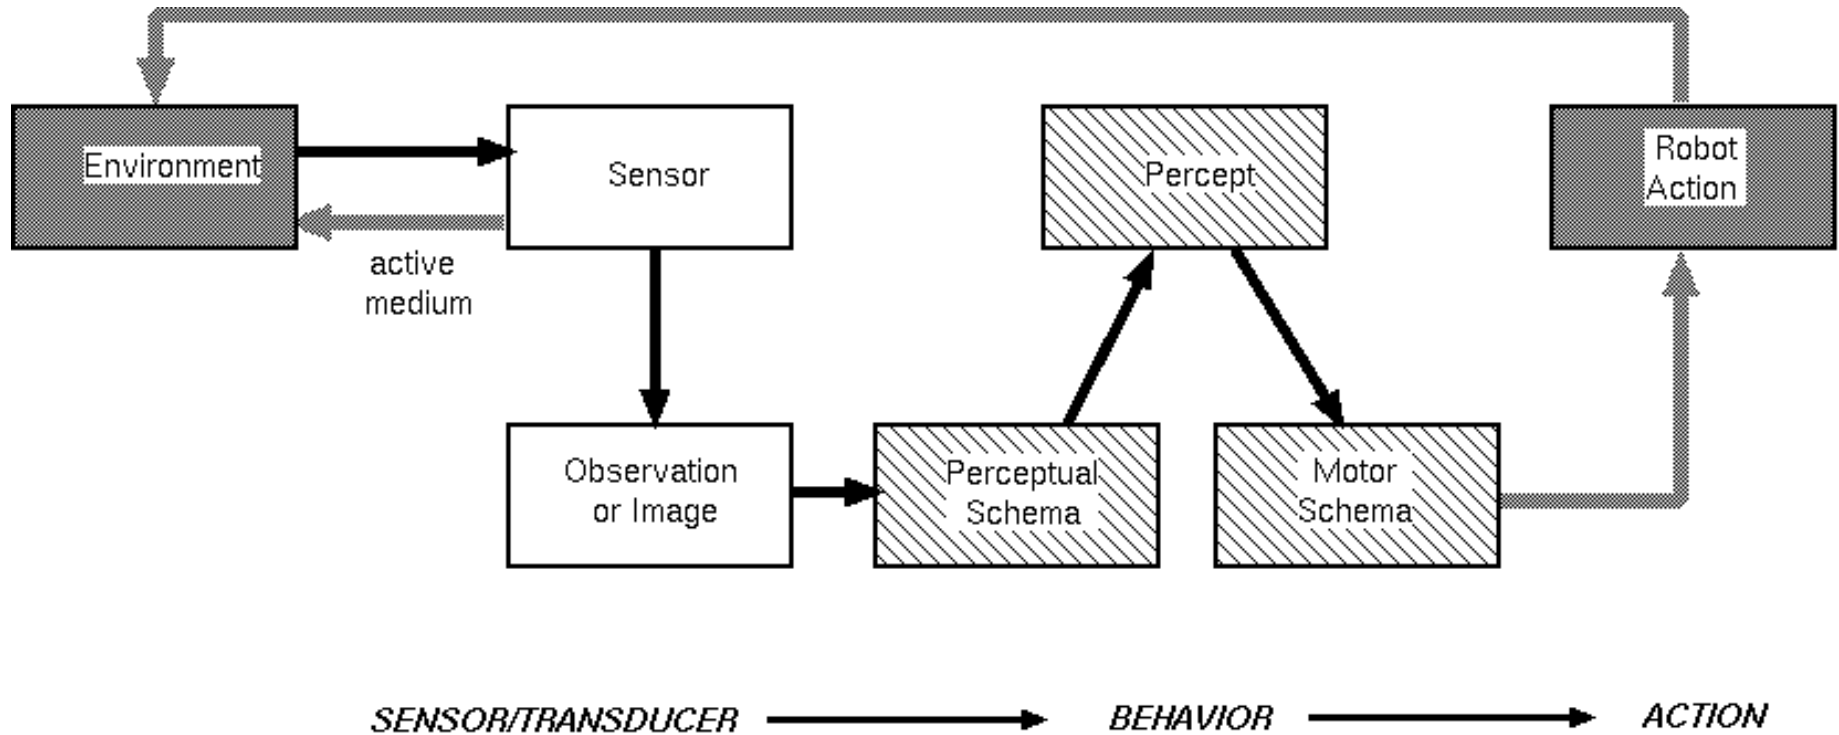 Environment
Sensor
active
medium
Percept
Robot
Action
Observation
or Image
Perceptual
Schema
Motor
Schema
SENSOR/TRANSDUCER
BEHAVIOR
ACTION